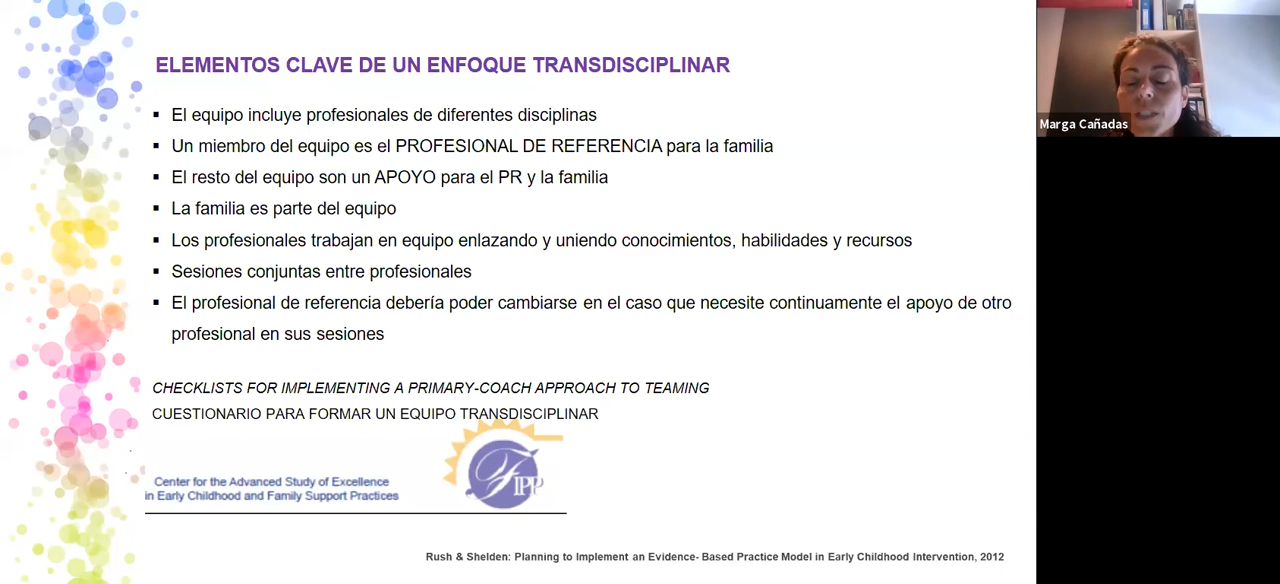 ELEMENTOS CLAVE DE UN ENFOQUE TRANSDISCIPLINAR
▪ El equipo incluye profesionales de diferentes disciplinas
▪ Un miembro del equipo es el PROFESIONAL DE REFERENCIA para la familia
▪ El resto del equipo son un APOYO para el PR y la familia
▪ La familia es parte del equipo
▪ Los profesionales trabajan en equipo enlazando y uniendo conocimientos, habilidades y recursos
▪ Sesiones conjuntas entre profesionales
▪ El profesional de referencia debería poder cambiarse en el caso que necesite continuamente el apoyo de otro
profesional en sus sesiones
CHECKLISTS FOR IMPLEMENTING A PRIMARY-COACH APPROACH TO TEAMING
CUESTIONARIO PARA FORMAR UN EQUIPO TRANSDISCIPLINAR
Center for the Advanced Study of Excellence
in Early Childhood and Family Support Practices
FIPP
Rush & Shelden: Planning to Implement an Evidence- Based Practice Model in Early Childhood Intervention, 2012
Marga Cañadas